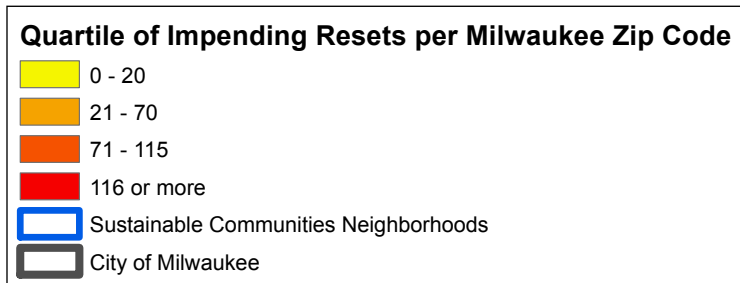 Quartile of Impending Resets per Milwaukee Zip Code
0 - 20
21 - 70
71 - 115
116 or more
Sustainable Communities Neighborhoods
City of Milwaukee